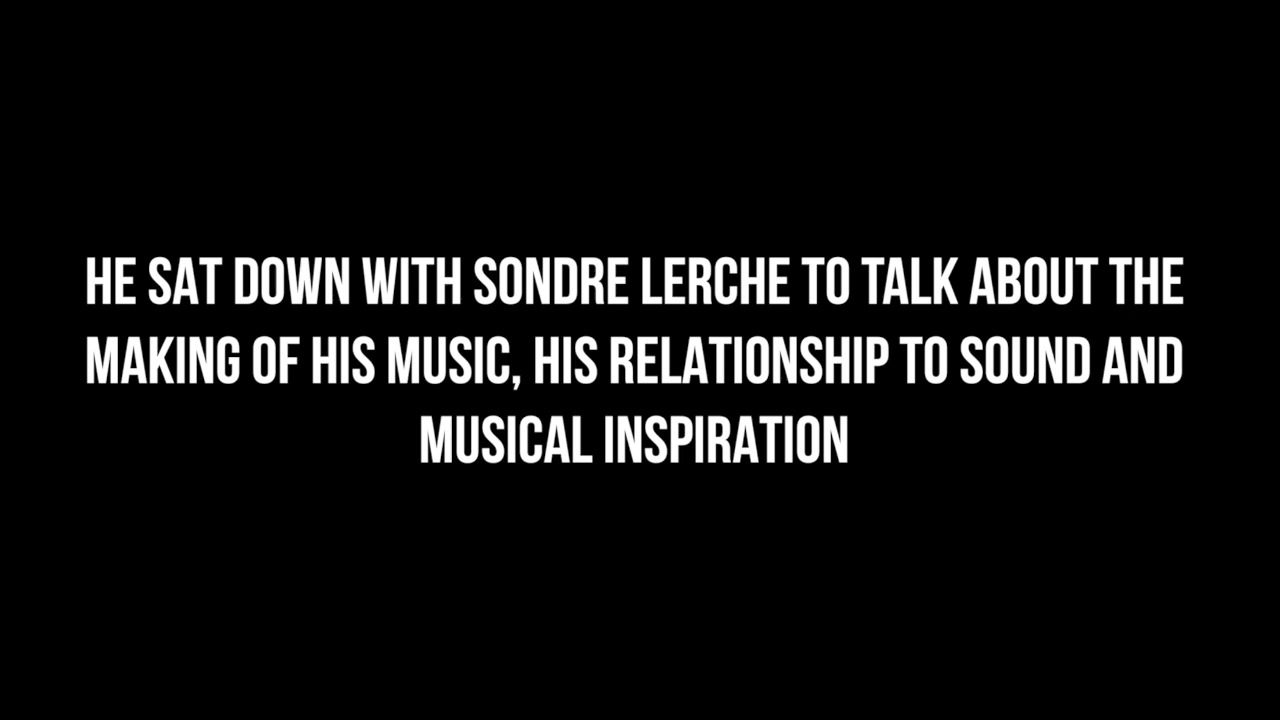 HE SAT DOWN WITH SONDRE LERCHE TO TALK ABOUT THE
MAKING OF HIS MUSIC, HIS RELATIONSHIP TO SOUND AND
MUSICAL INSPIRATION